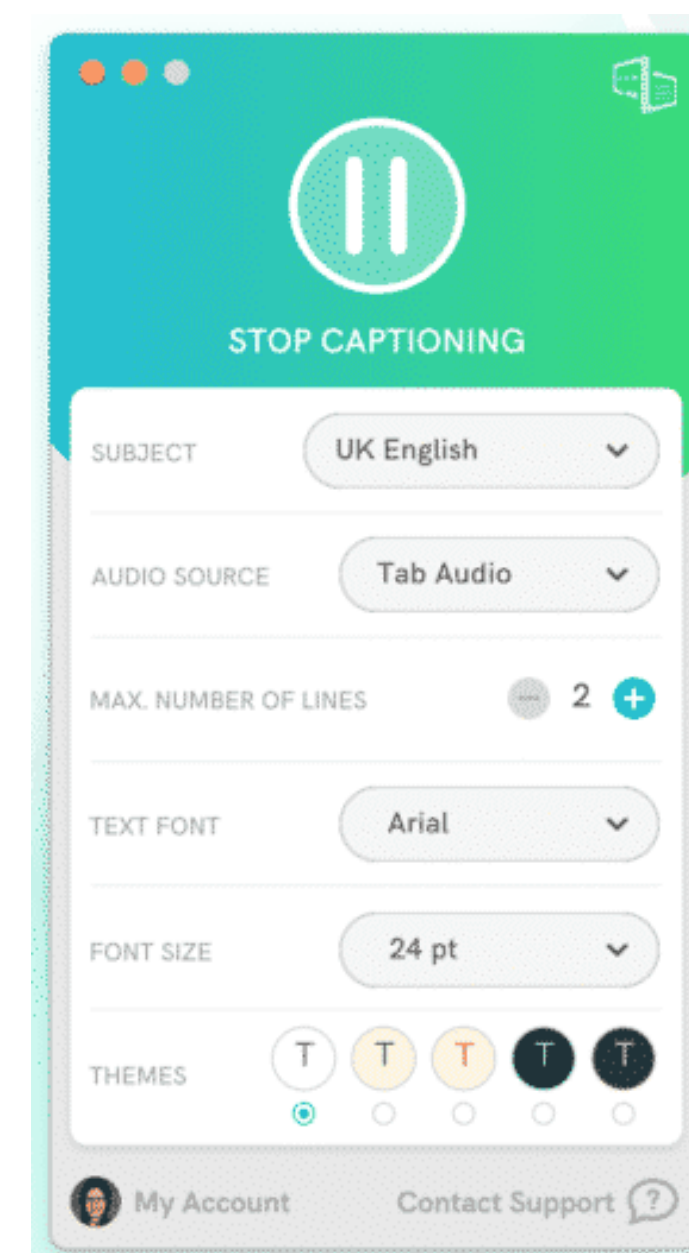 STOP CAPTIONING
SUBJECT UK English
AUDIO SOURCE Tab Audio
MAX. NUMBER OF LINES 2
TEXT FONT Arial
FONT SIZE 24 pt
THEMES T T T T T
My Account Contact Support ?